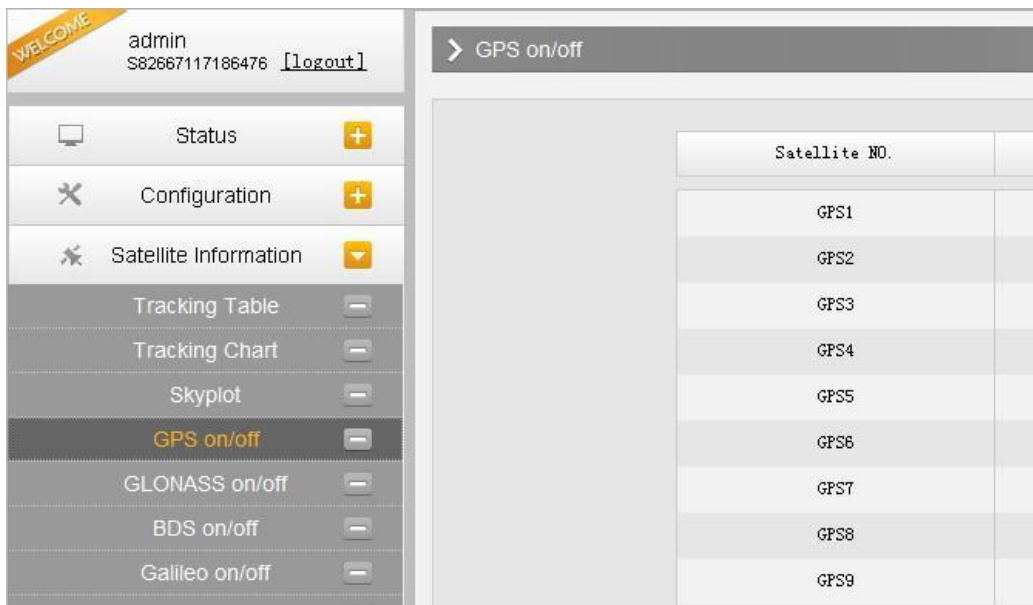 WELCOME
admin
S82667117186476 [logout]
Status
Configuration
Satellite Information
Tracking Table
Tracking Chart
Skyplot
GPS on/off
GLONASS on/off
BDS on/off
Galileo on/off
GPS on/off
Satellite NO.
GPS1
GPS2
GPS3
GPS4
GPS5
GPS6
GPS7
GPS8
GPS9